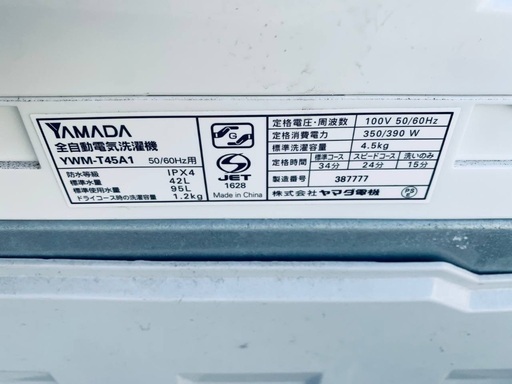 YAMADA
全自動電気洗濯機
YWM-T45A1 50/60Hz用
防水等級 IPX4
標準水量 42L
標準使用水量 95L
ドライコース時の洗濯容量 1.2kg
G
S
JET
1628
Made in China
定格電圧・周波数 100V 50/60Hz
定格消費電力 350/390 W
標準洗濯容量 4.5kg
標準コース スピードコース 洗いのみ
34分 24分 15分
製造番号 387777
株式会社 ヤマダ電機
PS
E